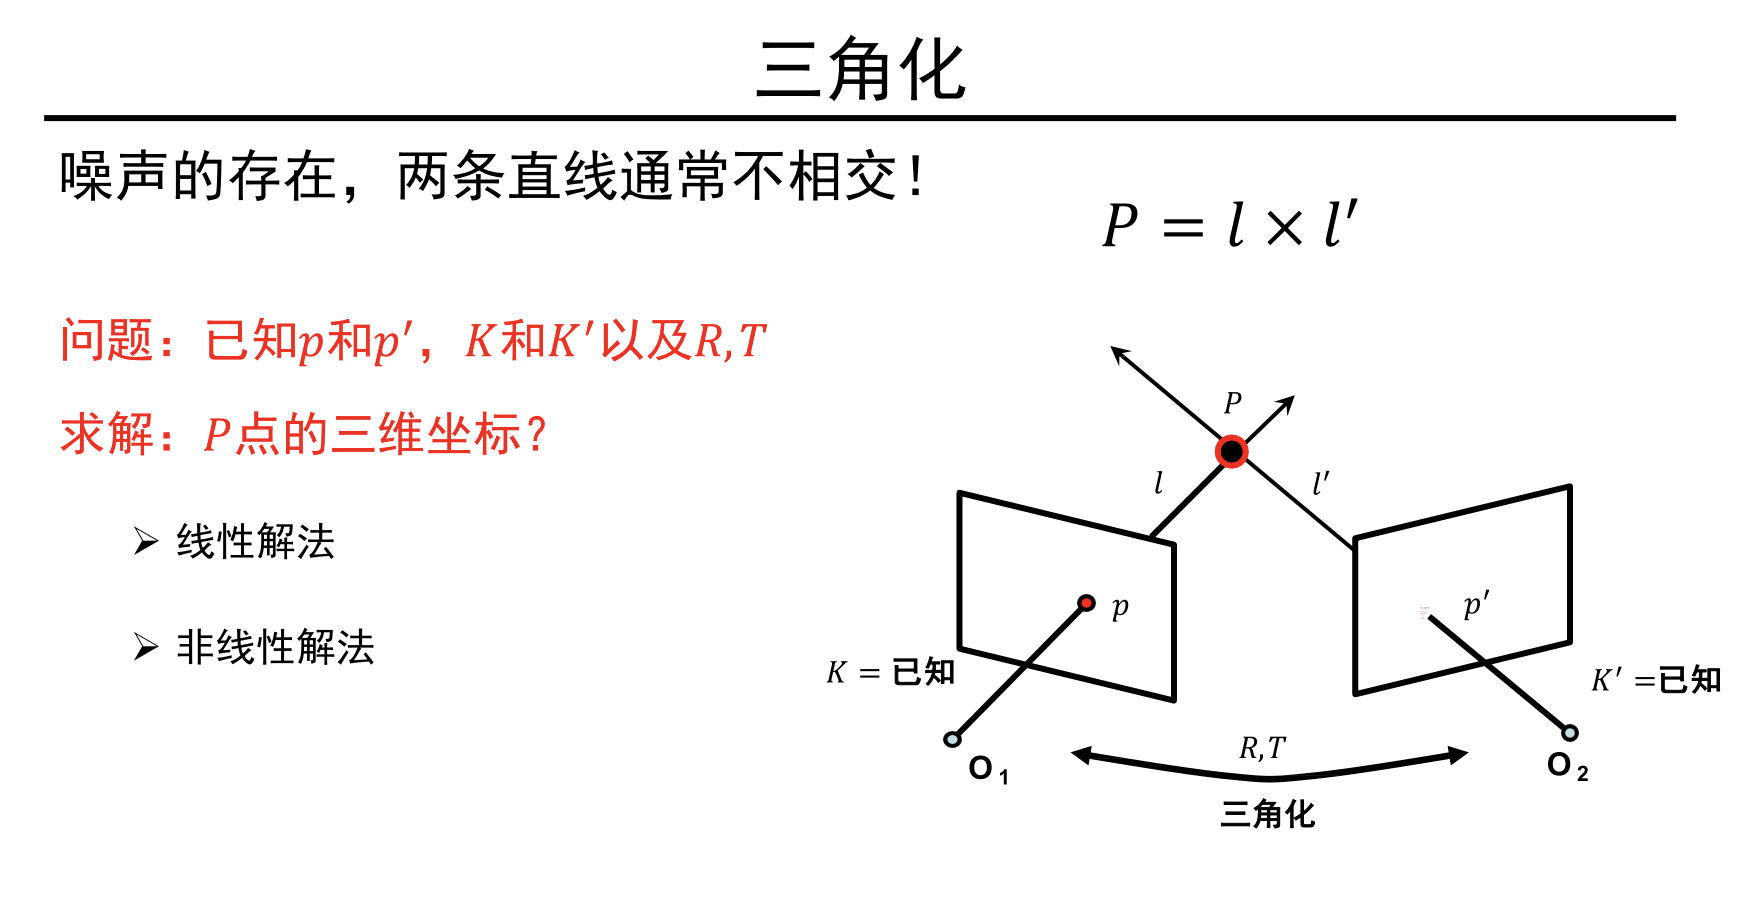 三角化
噪声的存在，两条直线通常不相交！
P = l × l′
问题：已知p和p′，K和K′以及R,T
求解：P点的三维坐标？
➢ 线性解法
➢ 非线性解法
P
l
l′
p
p′
K = 已知
K′ =已知
R,T
O₁
O₂
三角化